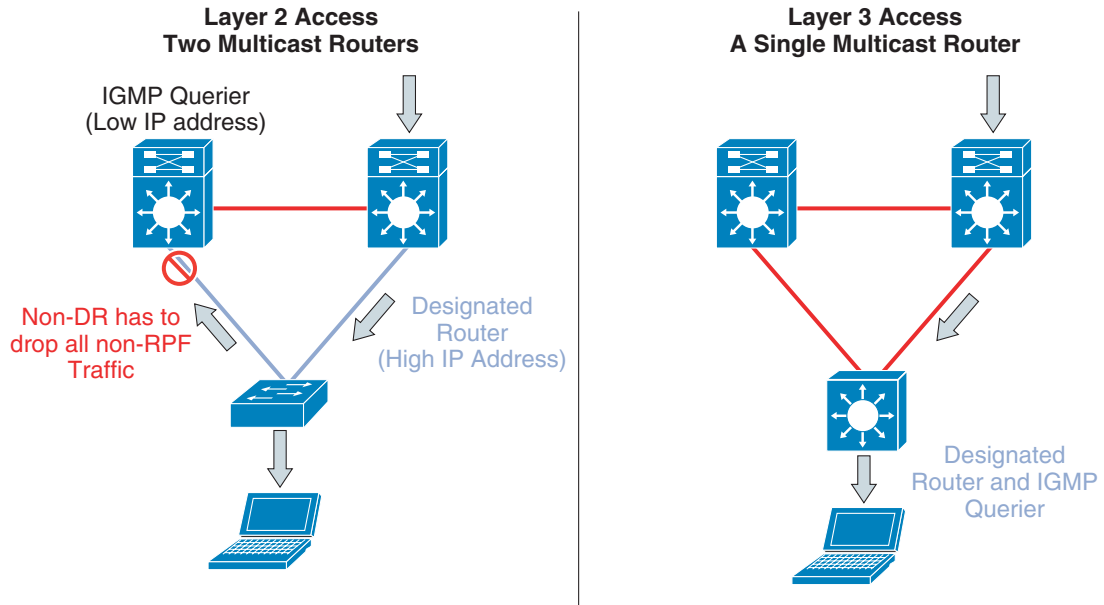 Layer 2 Access
Two Multicast Routers
IGMP Querier
(Low IP address)
Non-DR has to
drop all non-RPF
Traffic
Designated
Router
(High IP Address)
Layer 3 Access
A Single Multicast Router
Designated
Router and IGMP
Querier